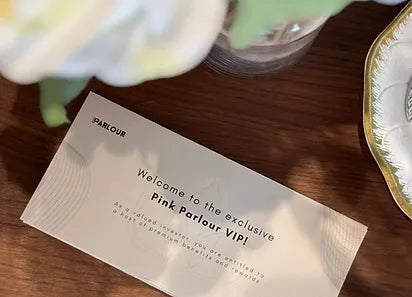 PARLOUR
Welcome to the exclusive
Pink Parlour VIP!
As a valued investor, you are entitled to
a host of premium benefits and rewards